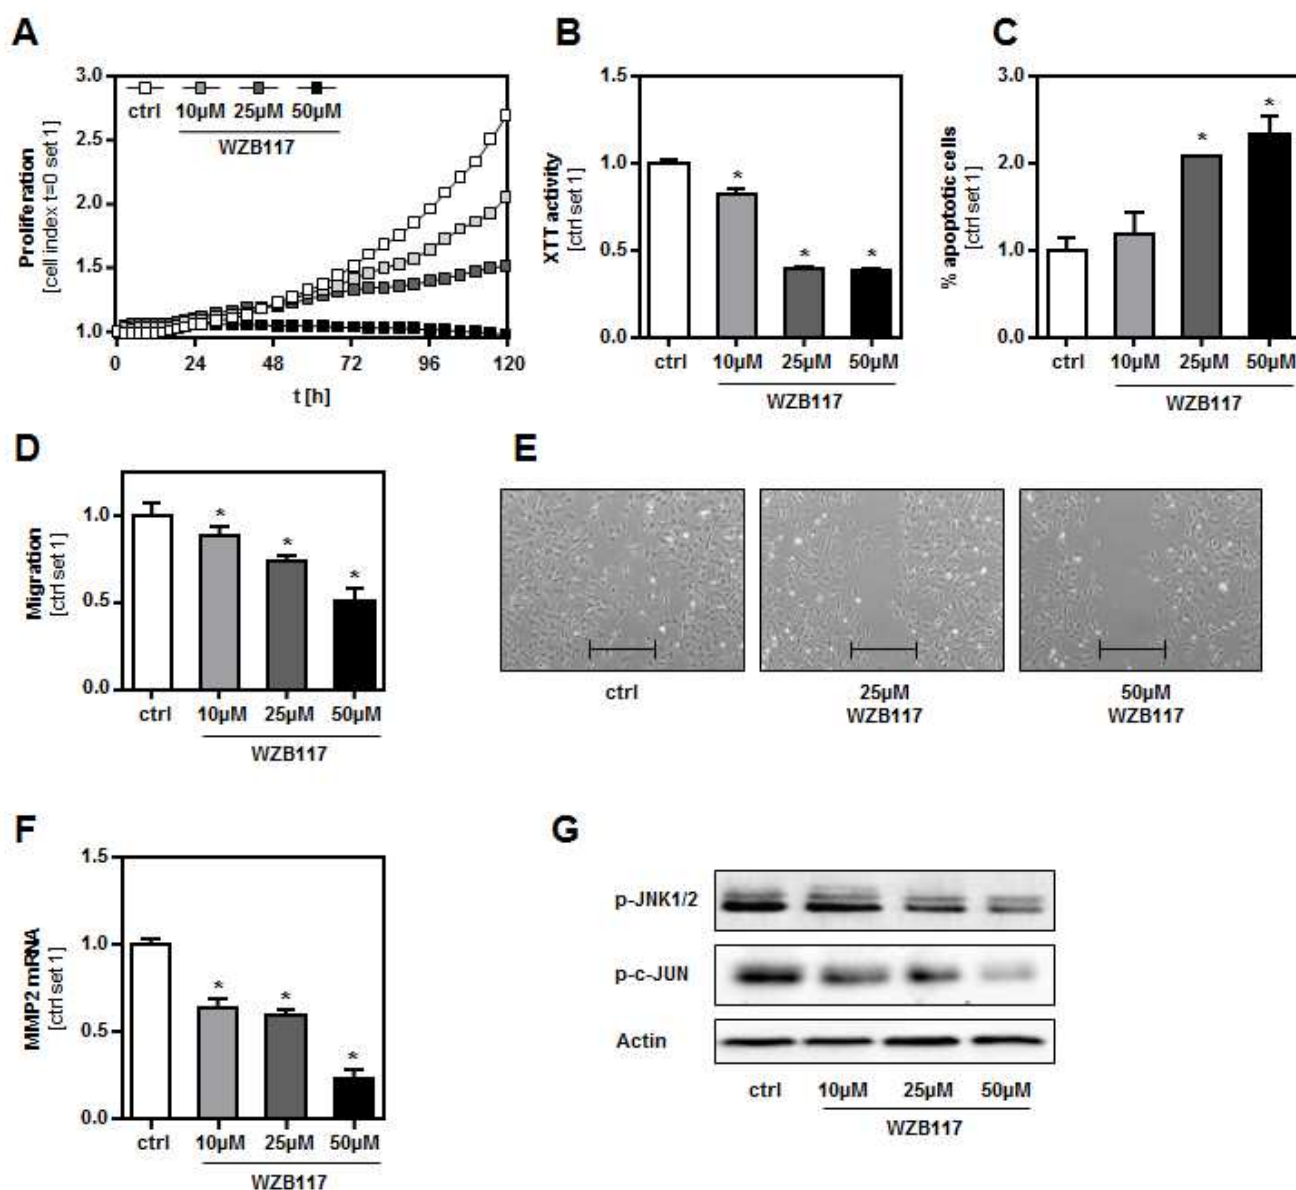 A
Proliferation
[cell index t=0 set 1]
3.0
2.5
2.0
1.5
1.0
ctrl 10µM 25µM 50µM
WZB117
0 24 48 72 96 120
t [h]
B
XTT activity
[ctrl set 1]
1.5
1.0
0.5
0.0
* * *
ctrl 10µM 25µM 50µM
WZB117
C
% apoptotic cells
[ctrl set 1]
3.0
2.0
1.0
0.0
* *
ctrl 10µM 25µM 50µM
WZB117
D
Migration
[ctrl set 1]
1.0
0.5
0.0
* * *
ctrl 10µM 25µM 50µM
WZB117
E
ctrl
25µM
WZB117
50µM
WZB117
F
MMP2 mRNA
[ctrl set 1]
1.5
1.0
0.5
0.0
* * *
ctrl 10µM 25µM 50µM
WZB117
G
p-JNK1/2
p-c-JUN
Actin
ctrl 10µM 25µM 50µM
WZB117